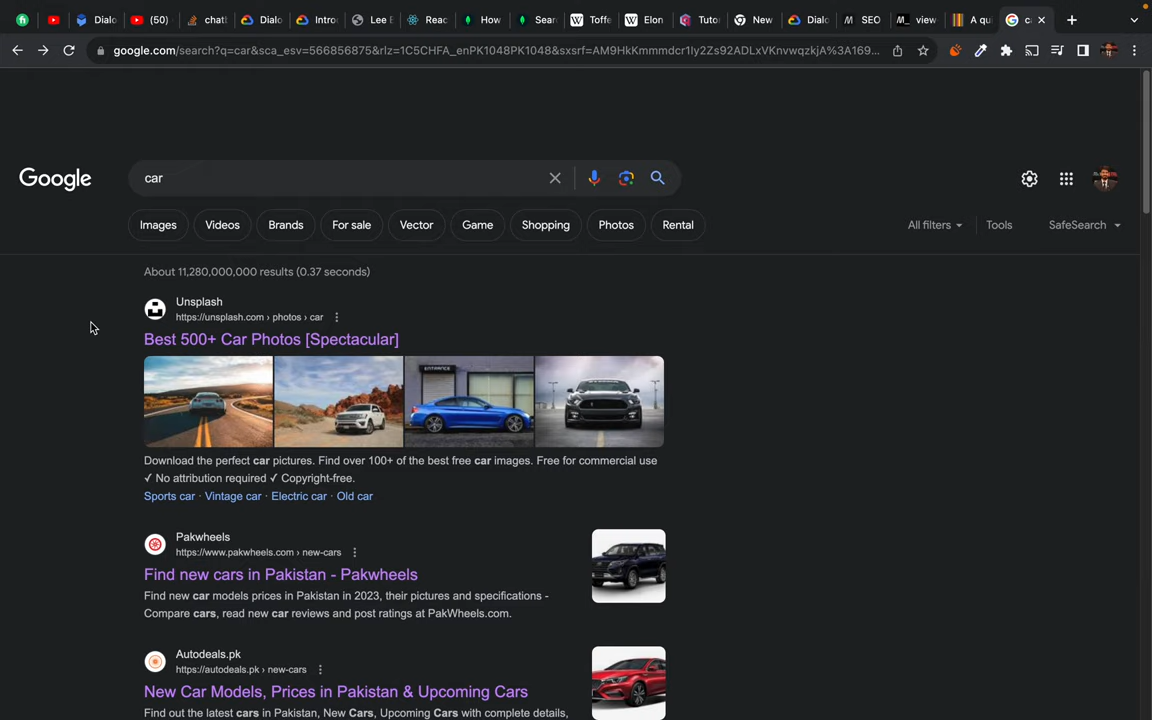 Dialo
(50)
chatl
Dialo
Intro
Lee E
Reac
How
Sear
Toffe
Elon
Tutor
New
Dialo
SEO
view
A qu
google.com/search?q=car&sca_esv=566856875&rlz=1C5CHFA_enPK1048PK1048&sxsrf=AM9HkKmmmdcr1Iy2Zs92ADLxVKnvwqzkjA%3A169...
Google
car
Images
Videos
Brands
For sale
Vector
Game
Shopping
Photos
Rental
All filters
Tools
SafeSearch
About 11,280,000,000 results (0.37 seconds)
Unsplash
https://unsplash.com › photos › car
Best 500+ Car Photos [Spectacular]
ENTRANCE
Download the perfect car pictures. Find over 100+ of the best free car images. Free for commercial use
✓ No attribution required ✓ Copyright-free.
Sports car · Vintage car · Electric car · Old car
Pakwheels
https://www.pakwheels.com › new-cars
Find new cars in Pakistan - Pakwheels
Find new car models prices in Pakistan in 2023, their pictures and specifications -
Compare cars, read new car reviews and post ratings at PakWheels.com.
Autodeals.pk
https://autodeals.pk › new-cars
New Car Models, Prices in Pakistan & Upcoming Cars
Find out the latest cars in Pakistan, New Cars, Upcoming Cars with complete details,